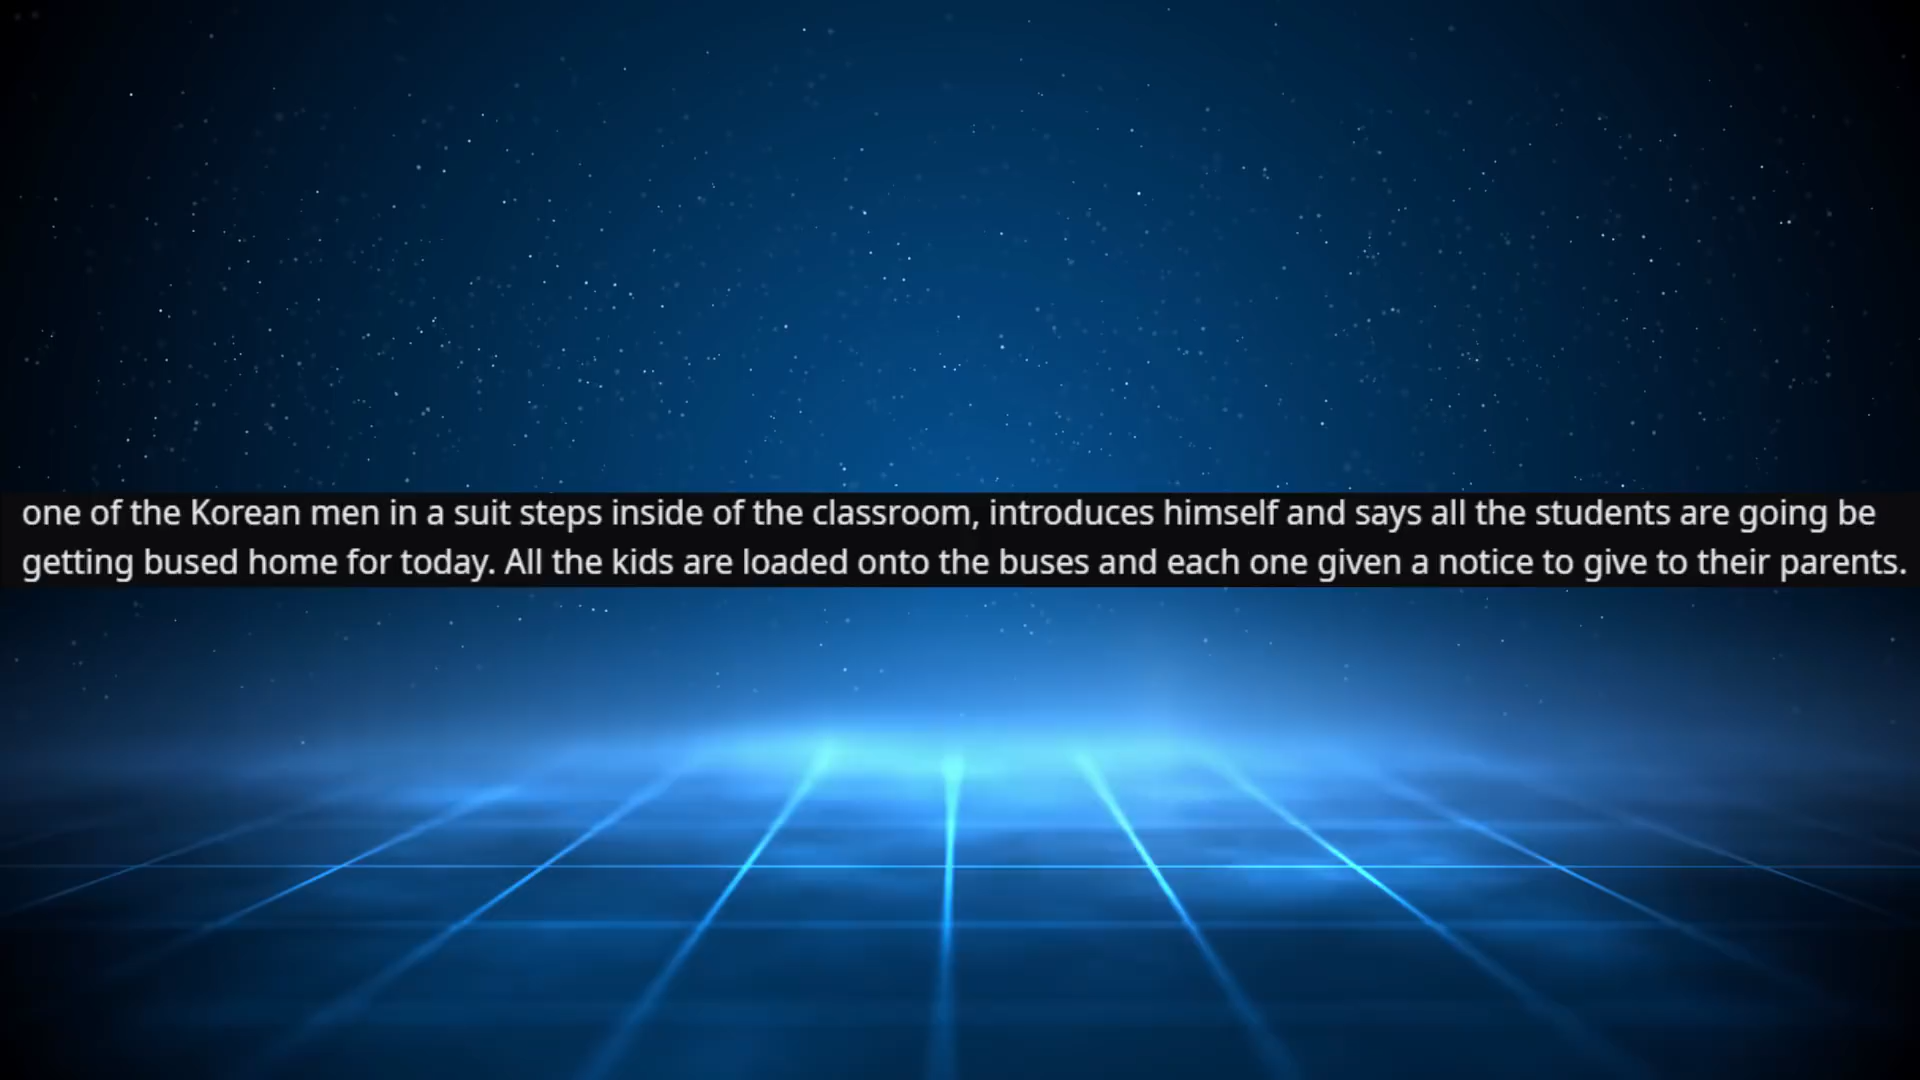 one of the Korean men in a suit steps inside of the classroom, introduces himself and says all the students are going be
getting bused home for today. All the kids are loaded onto the buses and each one given a notice to give to their parents.